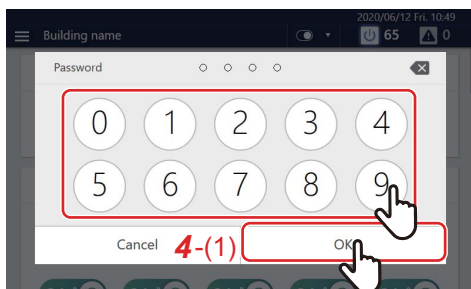 2020/06/12 Fri. 10:49
Building name 65 0
Password
0 1 2 3 4
5 6 7 8 9
Cancel 4-(1) OK